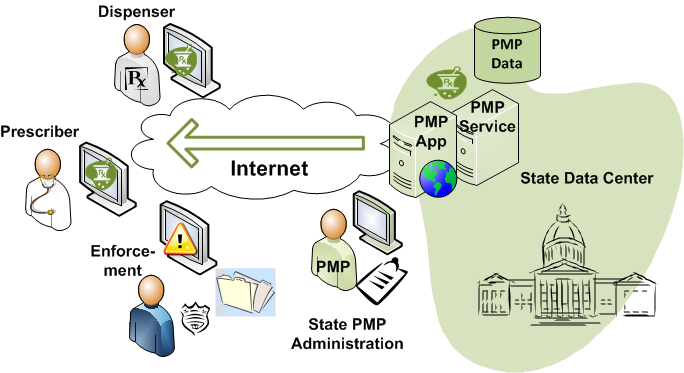 Dispenser
Rx
PMP
Data
Prescriber
PMP
App
PMP
Service
Internet
State Data Center
Enforce-
ment
PMP
State PMP
Administration